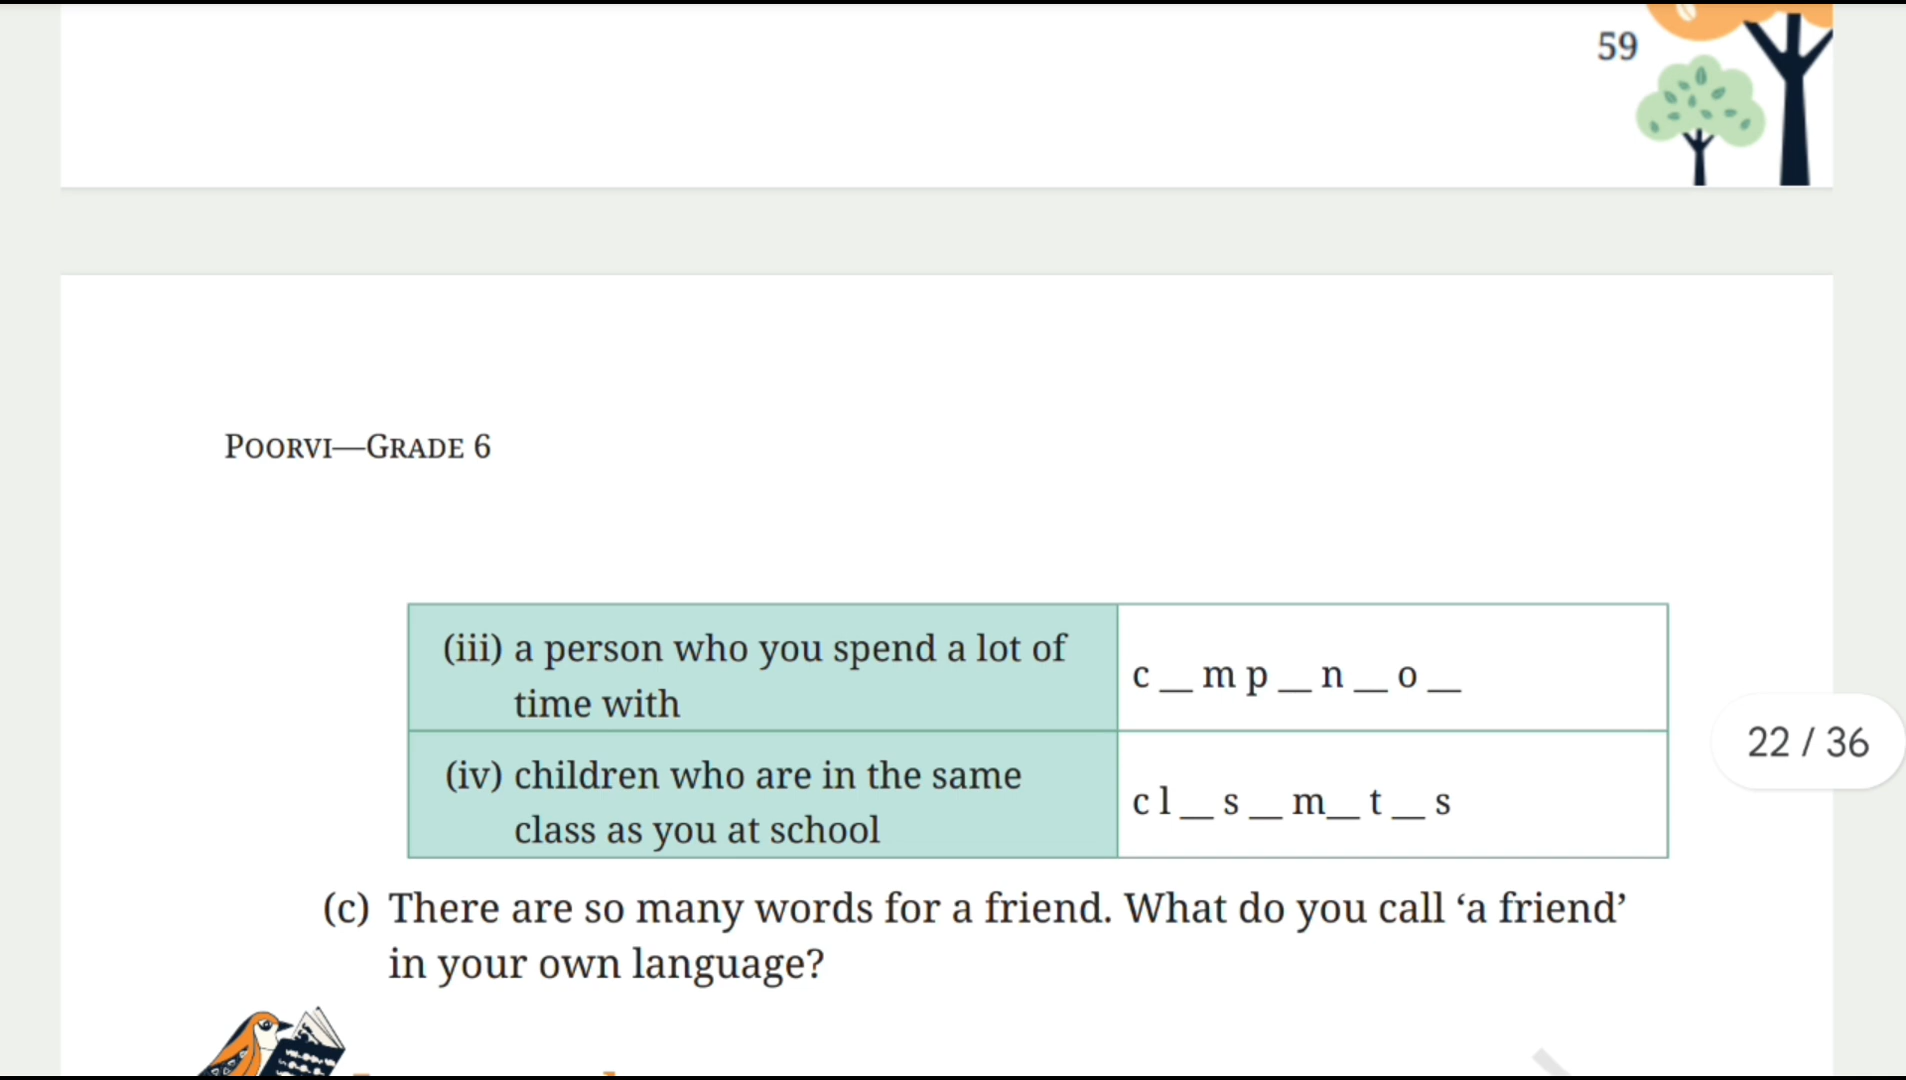 59
POORVI—GRADE 6
(iii) a person who you spend a lot of
time with
c __ m p __ n __ o __
(iv) children who are in the same
class as you at school
c l __ s __ m__ t __ s
22 / 36
(c) There are so many words for a friend. What do you call ‘a friend’
in your own language?